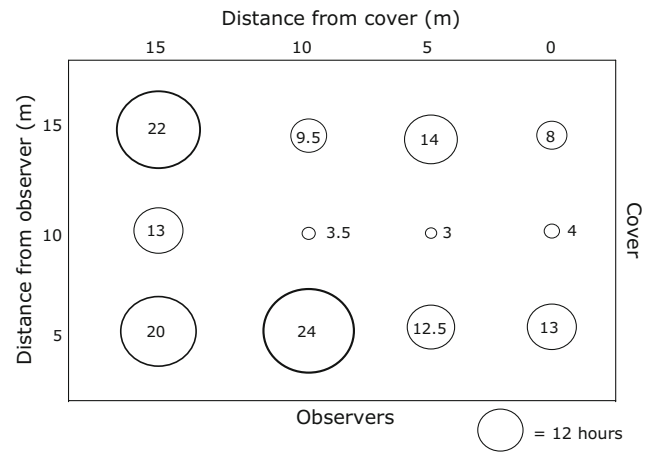 Distance from cover (m)
15 10 5 0
Distance from observer (m)
15 22 9.5 14 8
10 13 3.5 3 4
5 20 24 12.5 13
Cover
Observers
= 12 hours